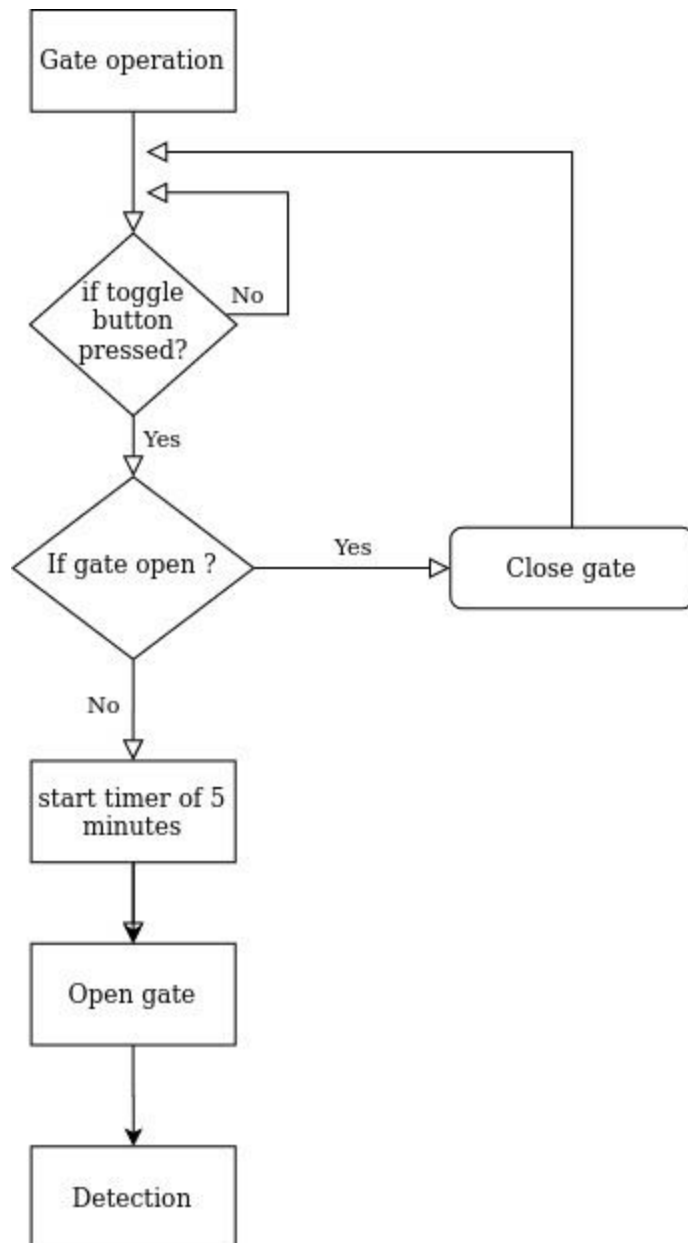 Gate operation
No
if toggle
button
pressed?
Yes
If gate open ?
Yes
Close gate
No
start timer of 5
minutes
Open gate
Detection